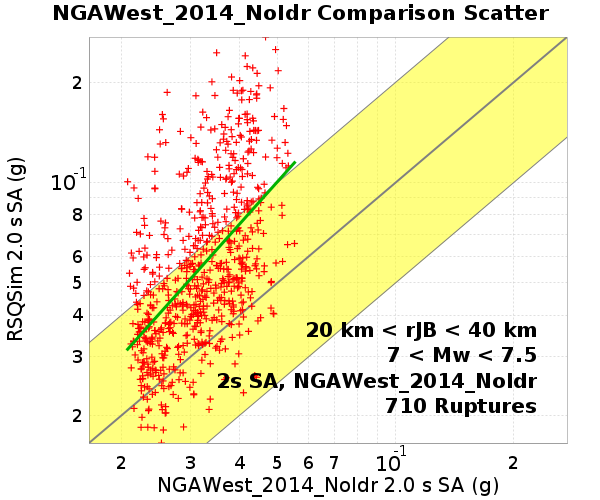 NGAWest_2014_NoIdr Comparison Scatter
RSQSim 2.0 s SA (g)
2
10-1
8
6
5
4
3
2
20 km < rJB < 40 km
7 < Mw < 7.5
2s SA, NGAWest_2014_NoIdr
710 Ruptures
2 3 4 5 6 7 10-1 2
NGAWest_2014_NoIdr 2.0 s SA (g)